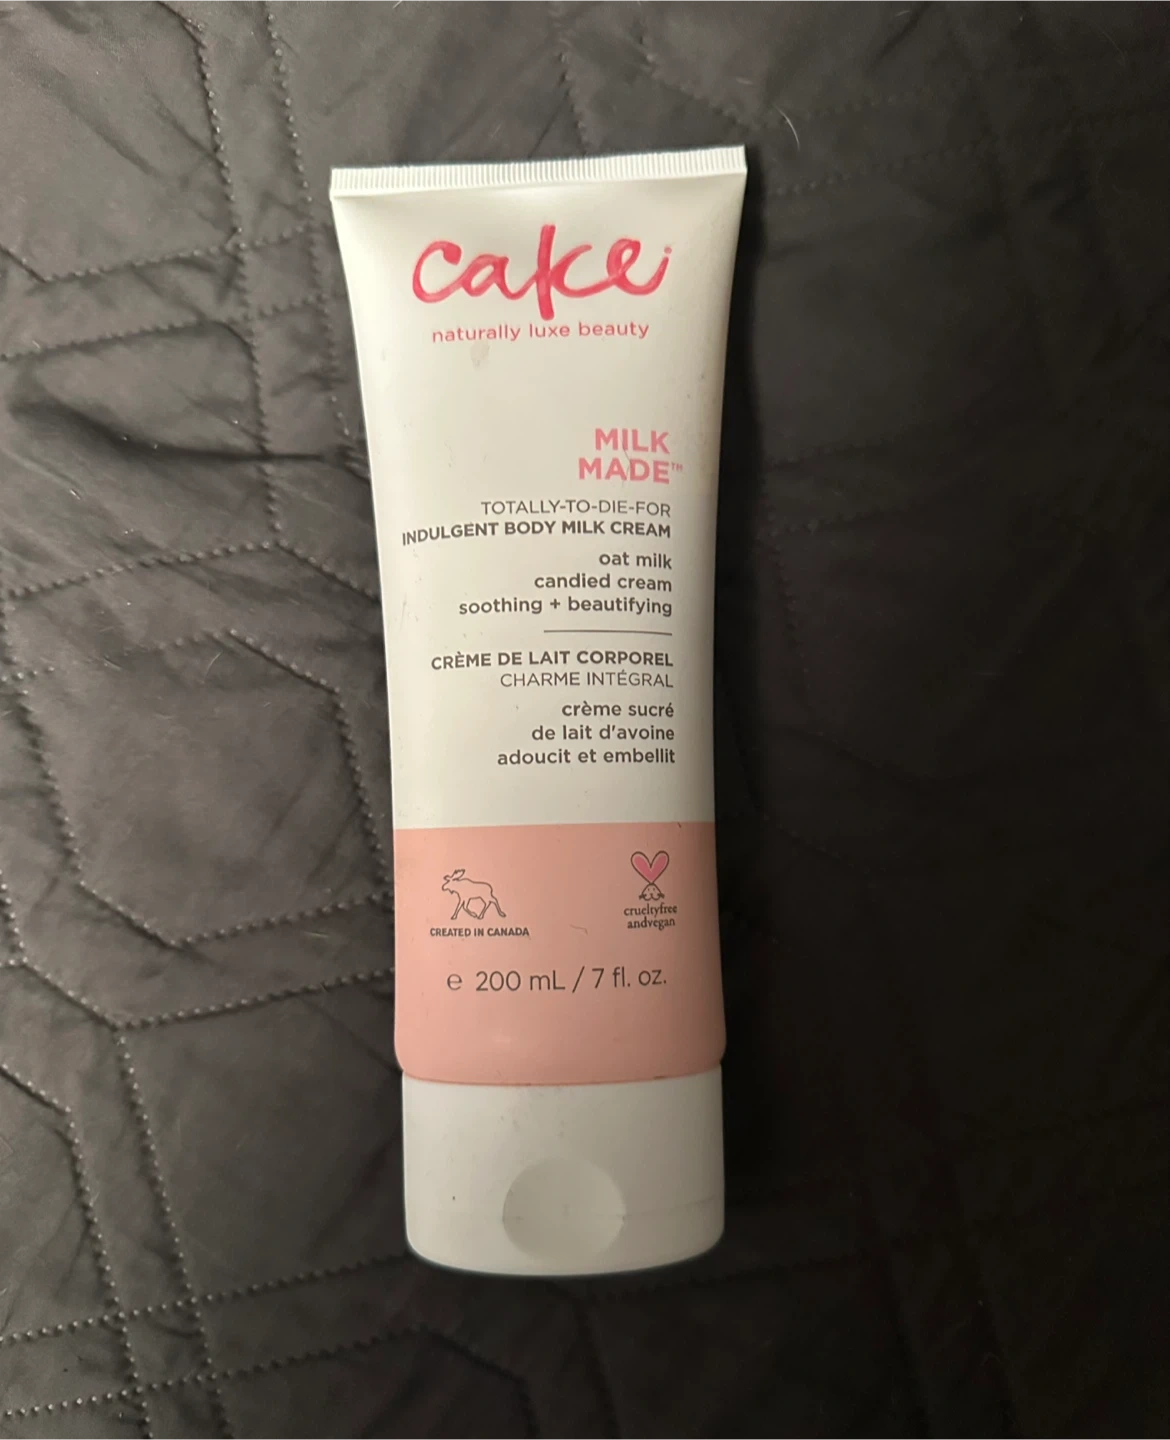 cake
naturally luxe beauty
MILK
MADE™
TOTALLY-TO-DIE-FOR
INDULGENT BODY MILK CREAM
oat milk
candied cream
soothing + beautifying
CRÈME DE LAIT CORPOREL
CHARME INTÉGRAL
crème sucré
de lait d'avoine
adoucit et embellit
CREATED IN CANADA
crueltyfree
andvegan
e 200 mL / 7 fl. oz.